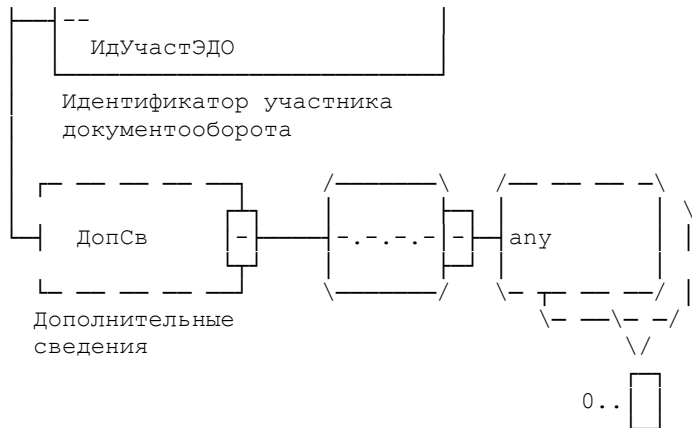 --
ИдУчастЭДО
Идентификатор участника
документооборота
ДопСв - -.-.-.- - any
Дополнительные
сведения
0..